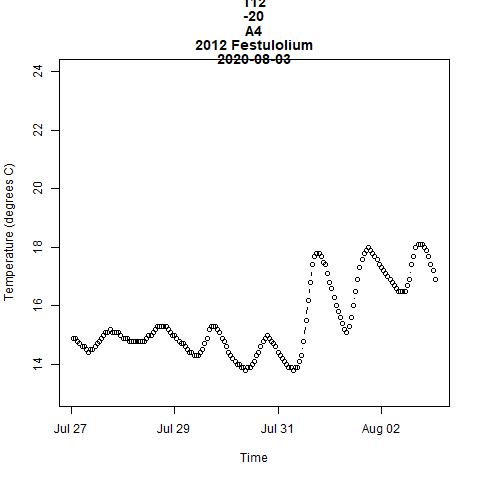 T12
-20
A4
2012 Festulolium
2020-08-03
Temperature (degrees C)
24
22
20
18
16
14
Jul 27 Jul 29 Jul 31 Aug 02
Time